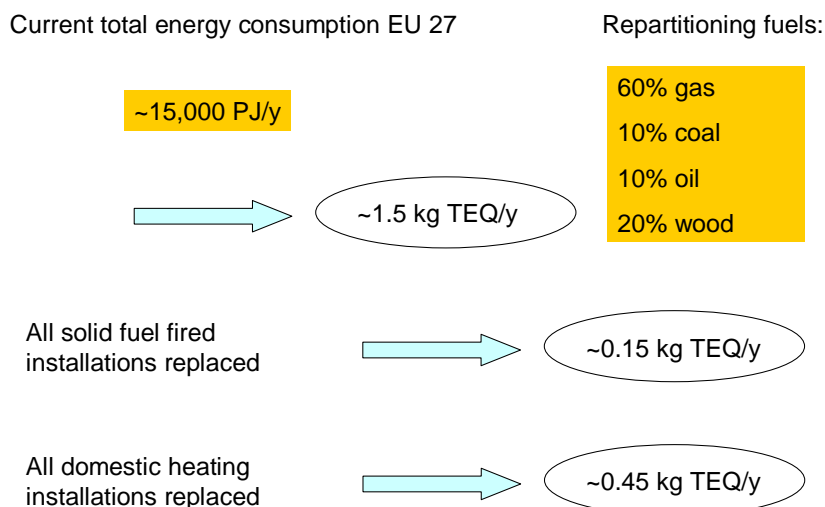 Current total energy consumption EU 27
Repartitioning fuels:
~15,000 PJ/y
60% gas
10% coal
10% oil
20% wood
~1.5 kg TEQ/y
All solid fuel fired
installations replaced
~0.15 kg TEQ/y
All domestic heating
installations replaced
~0.45 kg TEQ/y